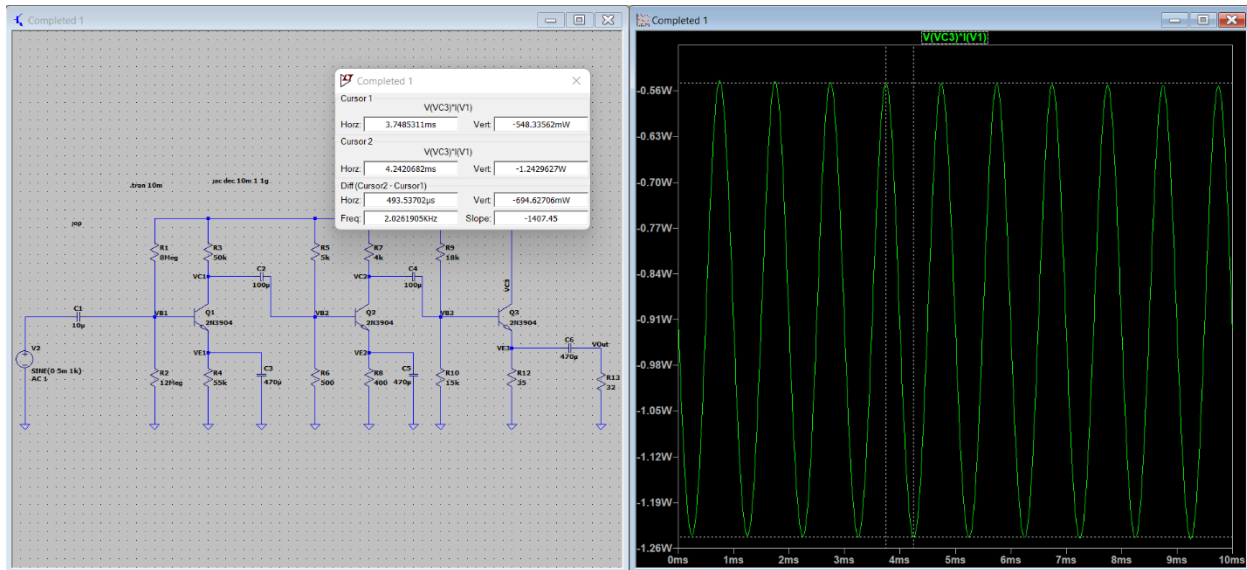 Completed 1
Completed 1
V(VC3)*I(V1)
Completed 1
Cursor 1
V(VC3)*I(V1)
Horz: 3.7485311ms Vert: -548.33562mW
Cursor 2
V(VC3)*I(V1)
Horz: 4.2420682ms Vert: -1.2429627W
Diff (Cursor2 - Cursor1)
Horz: 493.53702µs Vert: -694.62706mW
Freq: 2.0261905KHz Slope: -1407.45
.tran 10m
;ac dec 10m 1 1g
;op
R1
8Meg
R3
50k
R5
5k
R7
4k
R9
18k
VC1
C2
100µ
VC2
C4
100µ
VC3
C1
10µ
VB1
Q1
2N3904
VB2
Q2
2N3904
VB3
Q3
2N3904
V2
SINE(0 5m 1k)
AC 1
VE1
VE2
VE3
C6
470µ
VOut
R2
12Meg
R4
55k
C3
470µ
R6
500
R8
400
C5
470µ
R10
15k
R12
35
R13
32
-0.56W
-0.63W
-0.70W
-0.77W
-0.84W
-0.91W
-0.98W
-1.05W
-1.12W
-1.19W
-1.26W
0ms 1ms 2ms 3ms 4ms 5ms 6ms 7ms 8ms 9ms 10ms